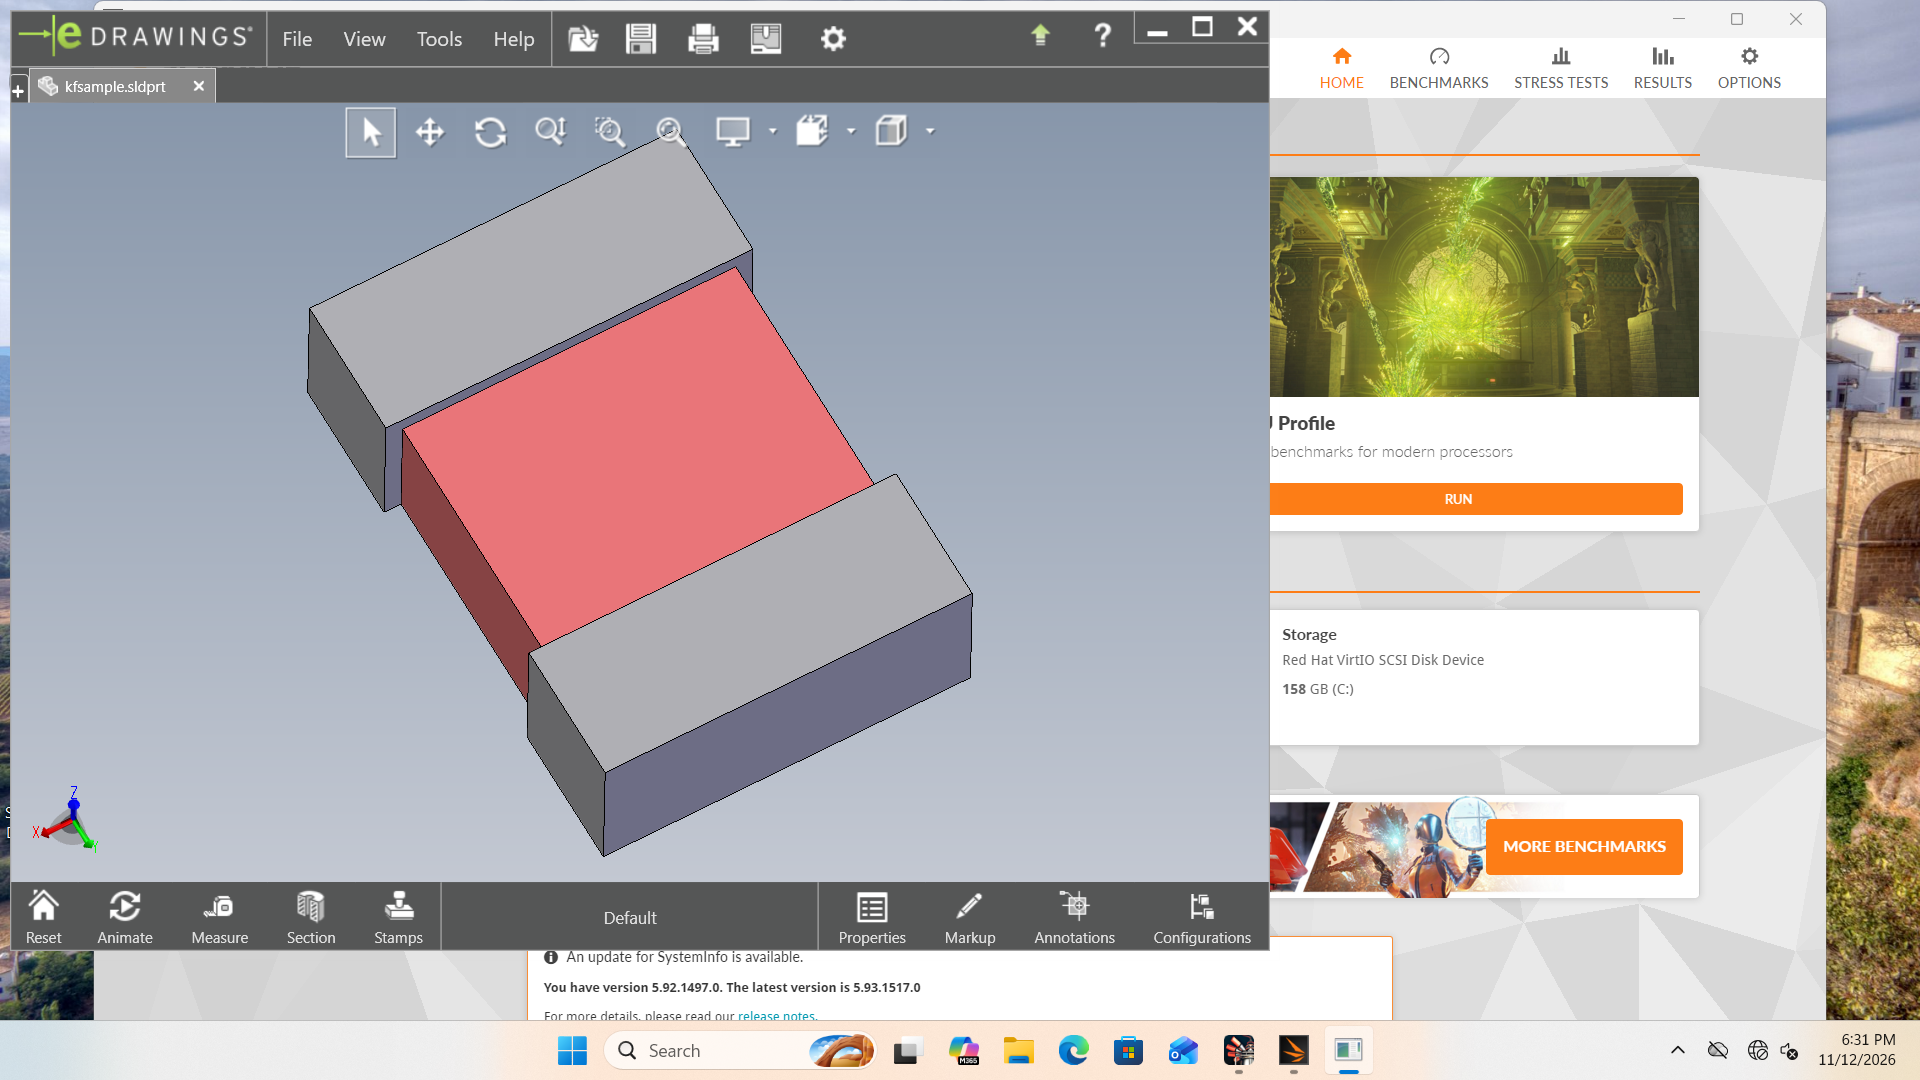 eDRAWINGS®
File View Tools Help
kfsample.sldprt
HOME BENCHMARKS STRESS TESTS RESULTS OPTIONS
Profile
benchmarks for modern processors
RUN
Storage
Red Hat VirtIO SCSI Disk Device
158 GB (C:)
MORE BENCHMARKS
Z
X
Y
Reset Animate Measure Section Stamps Default Properties Markup Annotations Configurations
An update for SystemInfo is available.
You have version 5.92.1497.0. The latest version is 5.93.1517.0
For more details, please read our release notes.
Search
M365
6:31 PM
11/12/2026